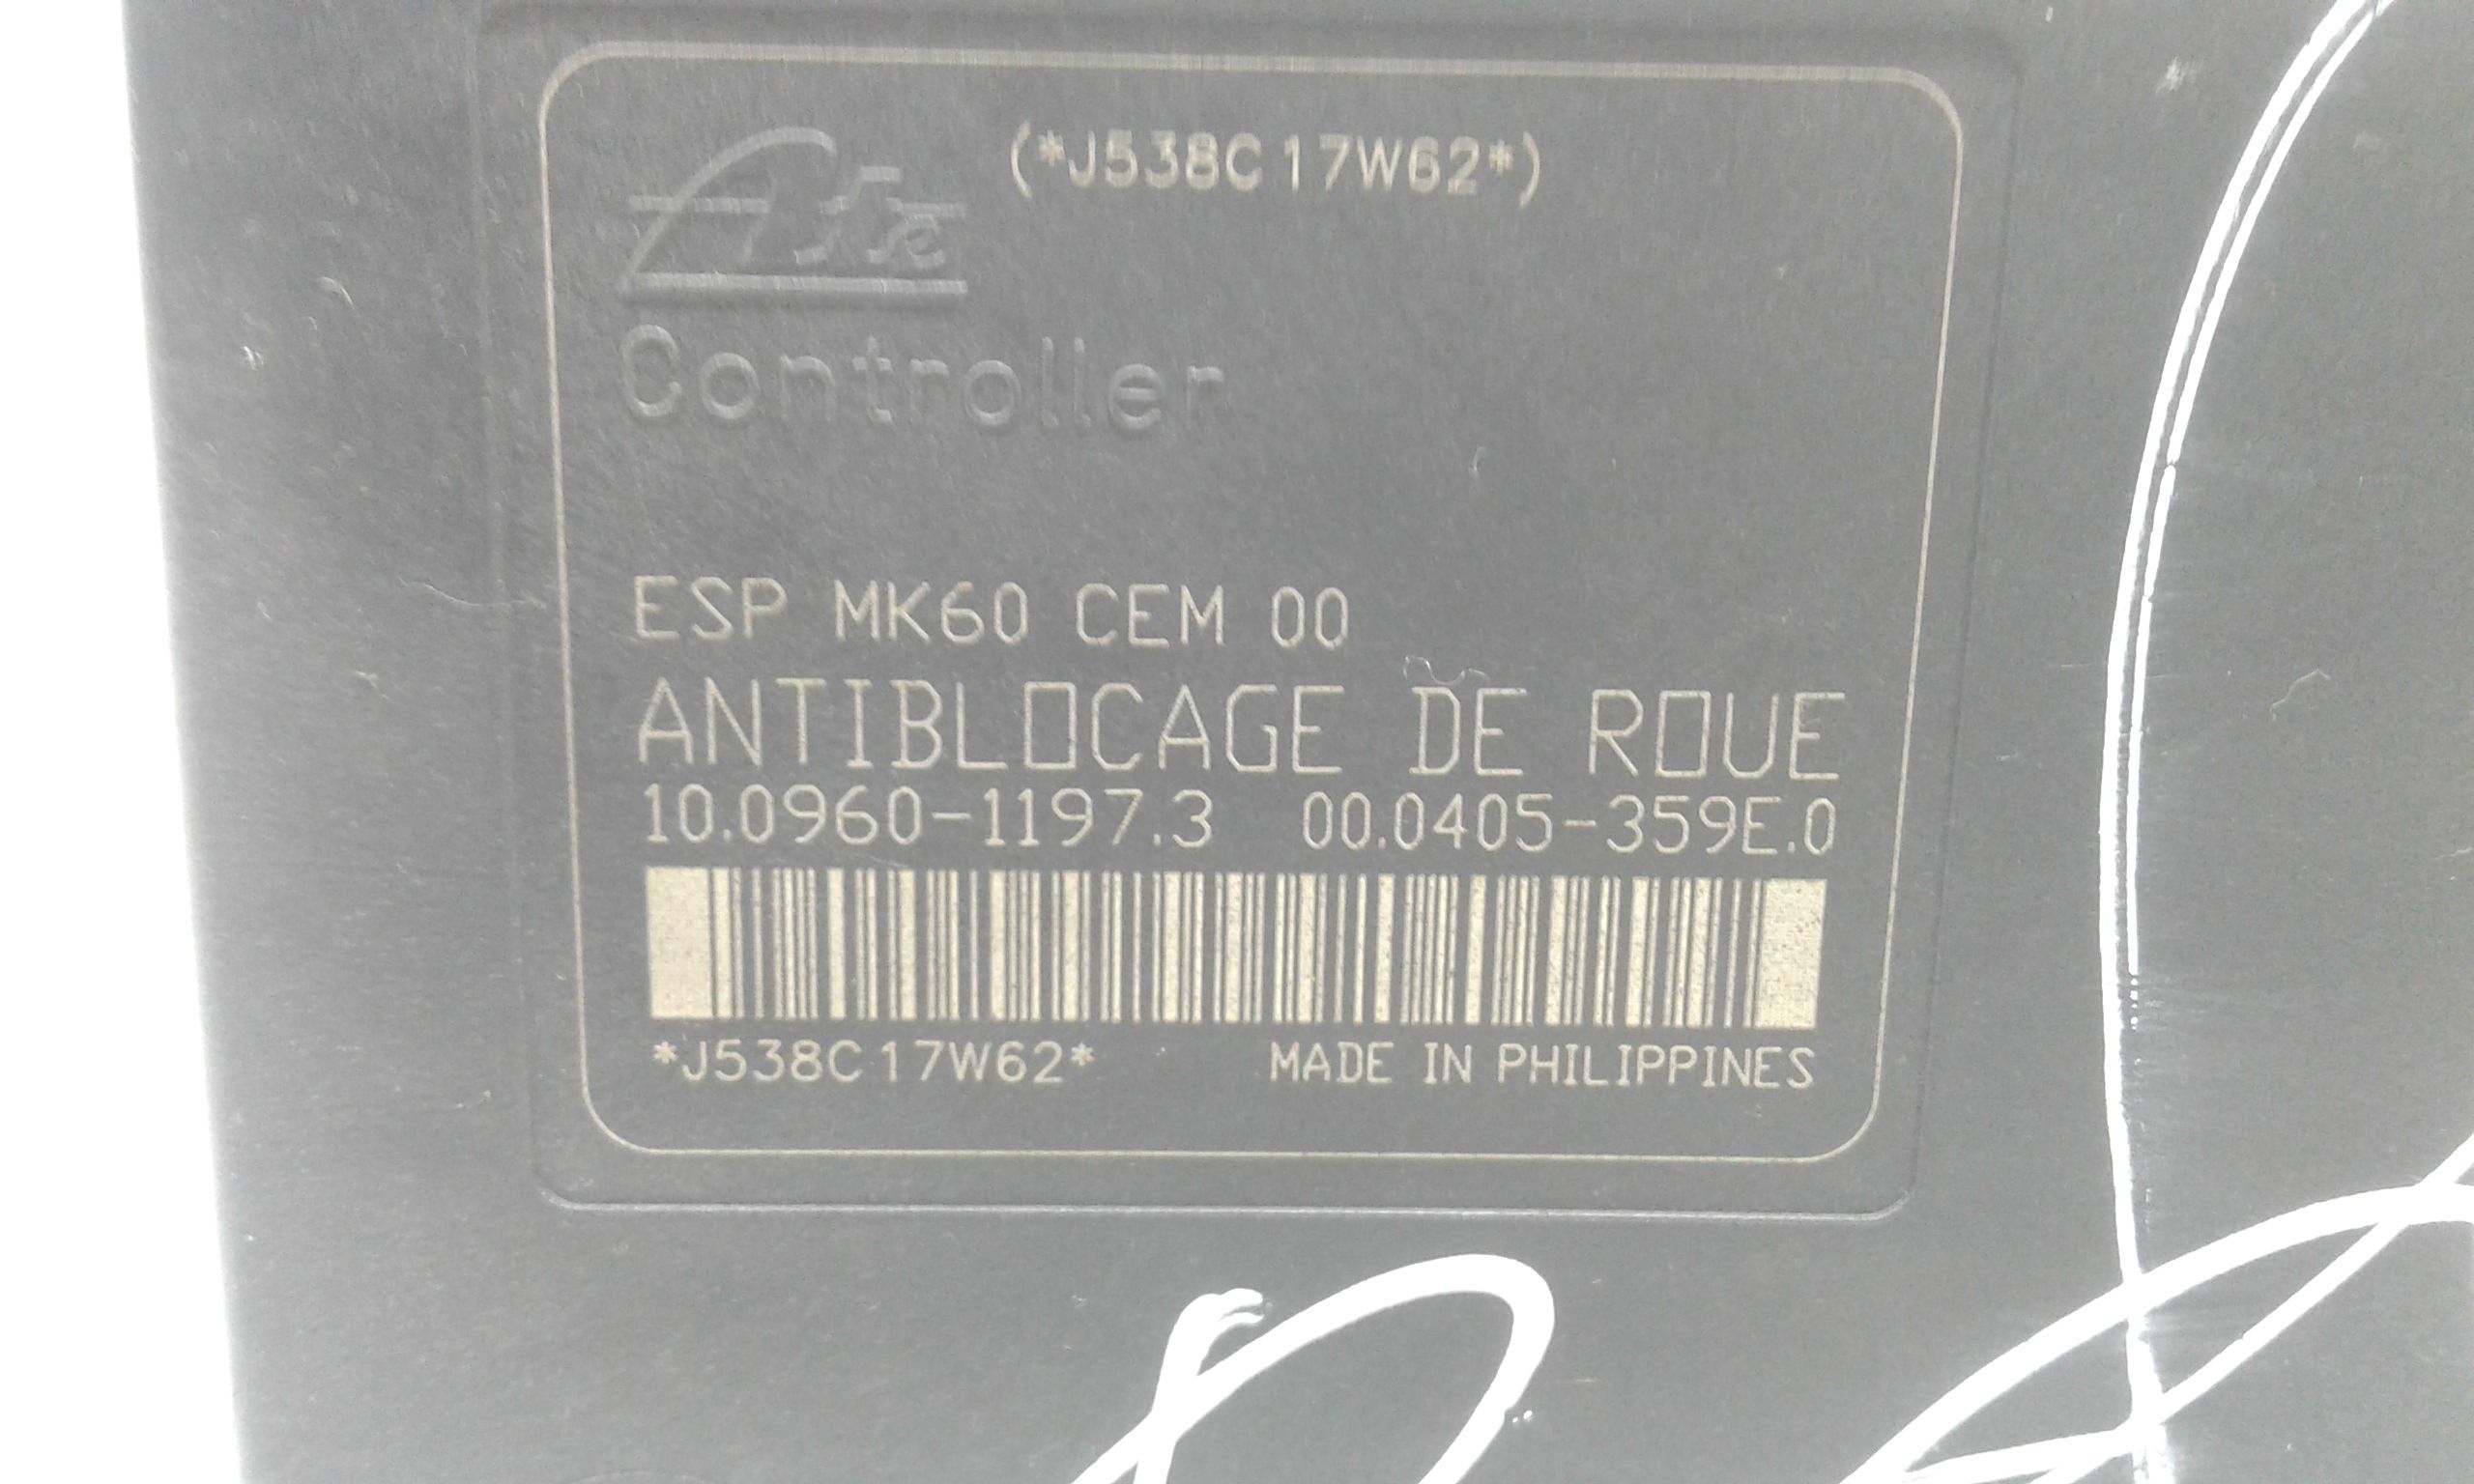 (*J538C17W62*)
Ate
Controller
ESP MK60 CEM 00
ANTIBLOCAGE DE ROUE
10.0960-1197.3 00.0405-359E.0
*J538C17W62* MADE IN PHILIPPINES